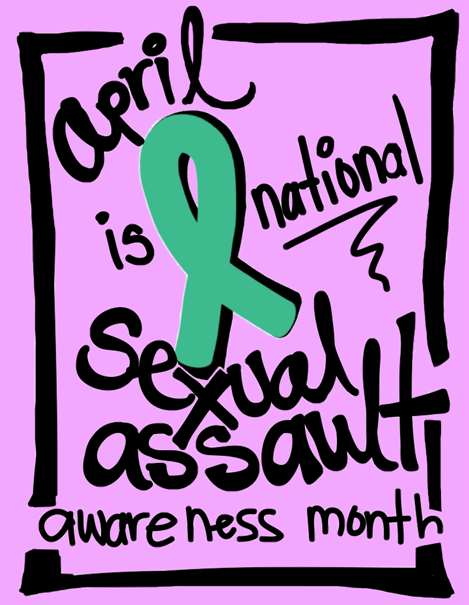 april
is national
sexual
assault
awareness month